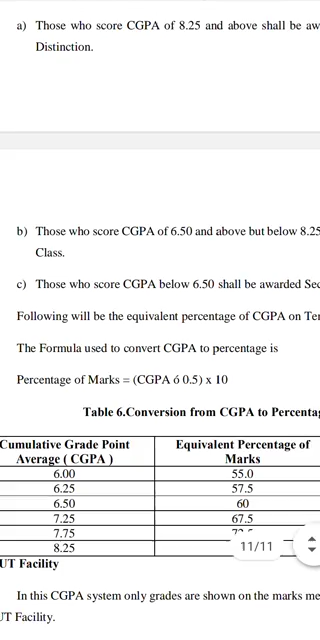 a) Those who score CGPA of 8.25 and above shall be aw
Distinction.
b) Those who score CGPA of 6.50 and above but below 8.25
Class.
c) Those who score CGPA below 6.50 shall be awarded Sec
Following will be the equivalent percentage of CGPA on Ten
The Formula used to convert CGPA to percentage is
Percentage of Marks = (CGPA ó 0.5) x 10
Table 6.Conversion from CGPA to Percentag
Cumulative Grade Point Average ( CGPA ) Equivalent Percentage of Marks
6.00 55.0
6.25 57.5
6.50 60
7.25 67.5
7.75
8.25
11/11
UT Facility
In this CGPA system only grades are shown on the marks me
UT Facility.